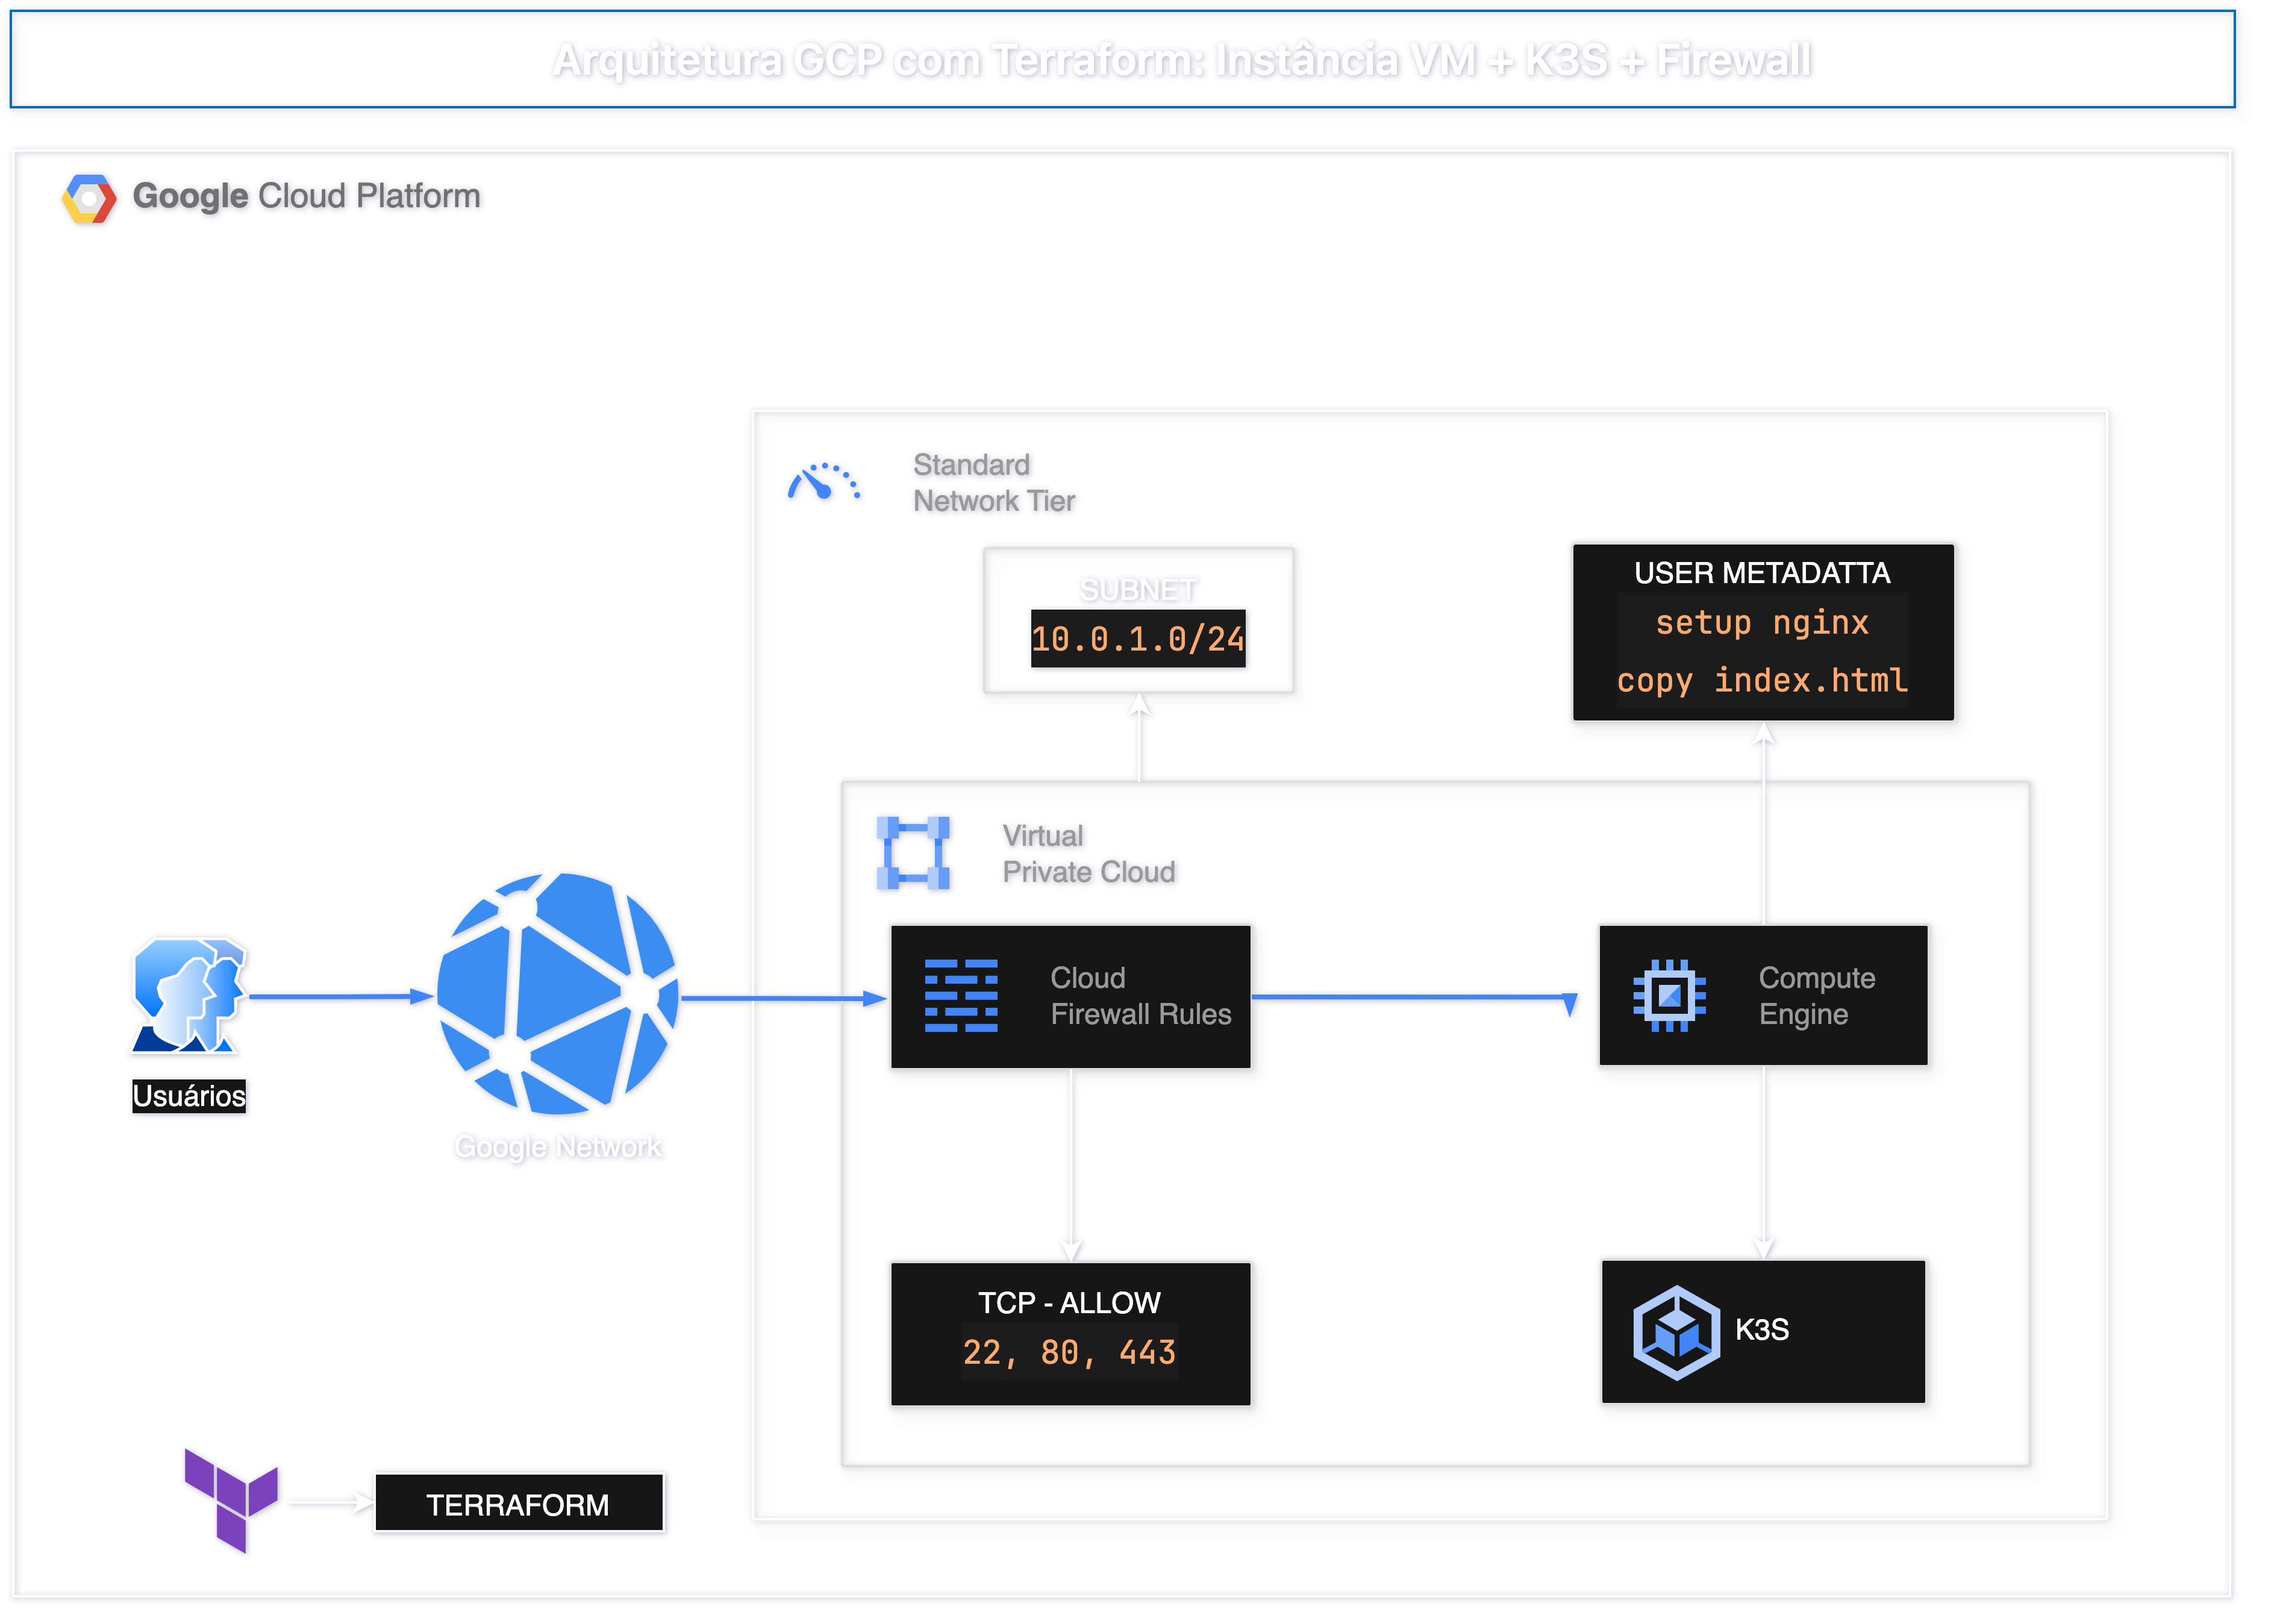 Arquitetura GCP com Terraform: Instância VM + K3S + Firewall
Google Cloud Platform
Standard
Network Tier
SUBNET
10.0.1.0/24
USER METADATTA
setup nginx
copy index.html
Virtual
Private Cloud
Cloud
Firewall Rules
Compute
Engine
Usuários
Google Network
TCP - ALLOW
22, 80, 443
K3S
TERRAFORM